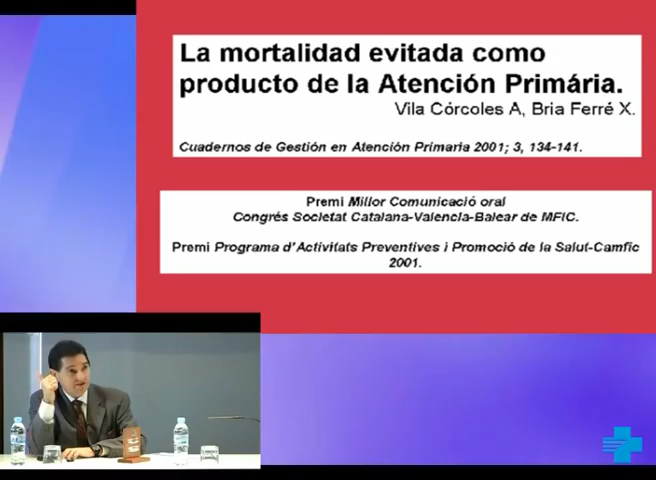 La mortalidad evitada como
producto de la Atención Primária.
Vila Córcoles A, Bria Ferré X.
Cuadernos de Gestión en Atención Primaria 2001; 3, 134-141.
Premi Millor Comunicació oral
Congrés Societat Catalana-Valencia-Balear de MFIC.
Premi Programa d'Activitats Preventives i Promoció de la Salut-Camfic
2001.